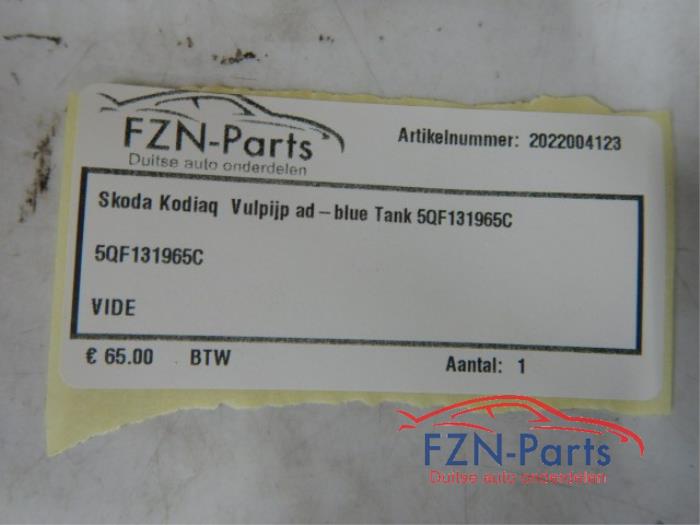 FZN-Parts
Duitse auto onderdelen
Artikelnummer: 2022004123
Skoda Kodiaq Vulpijp ad-blue Tank 5QF131965C
5QF131965C
VIDE
€ 65.00 BTW
Aantal: 1
FZN-Parts
Duitse auto onderdelen